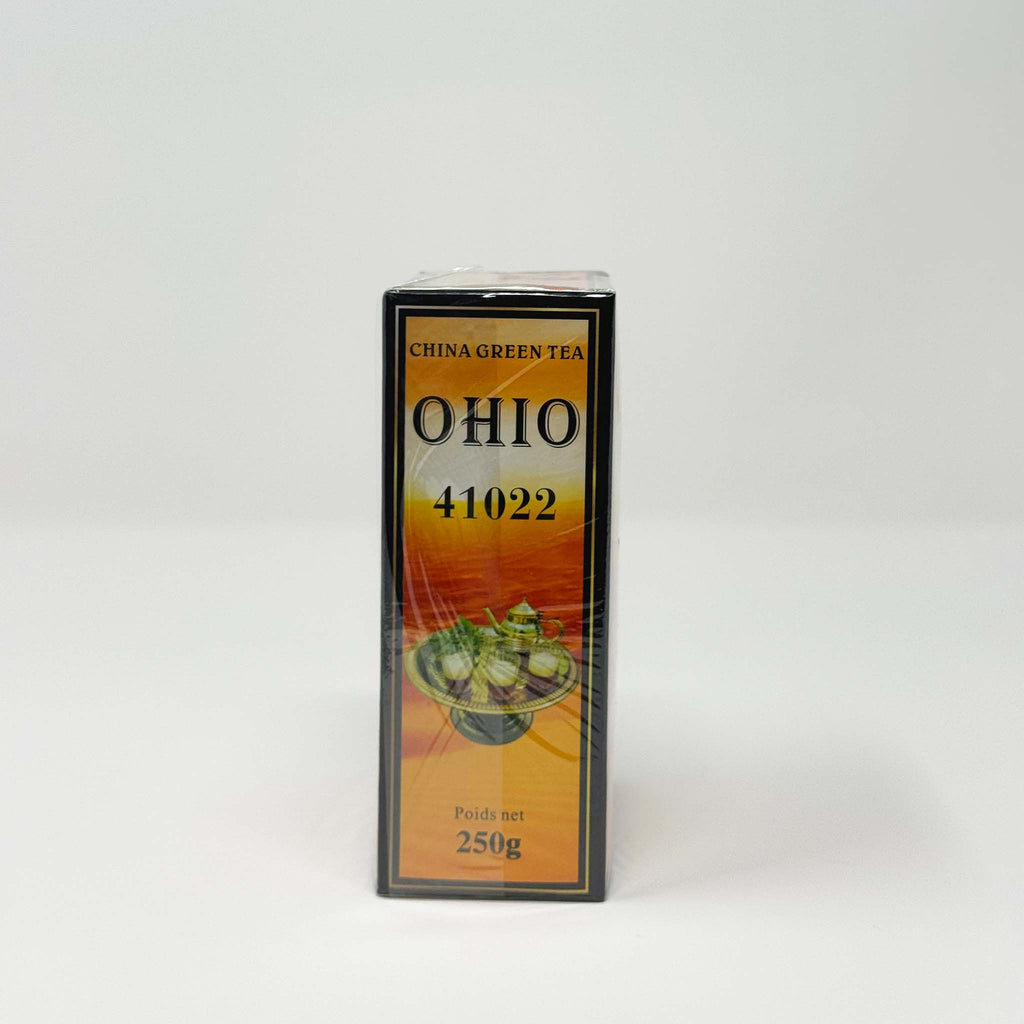 CHINA GREEN TEA
OHIO
41022
Poids net
250g